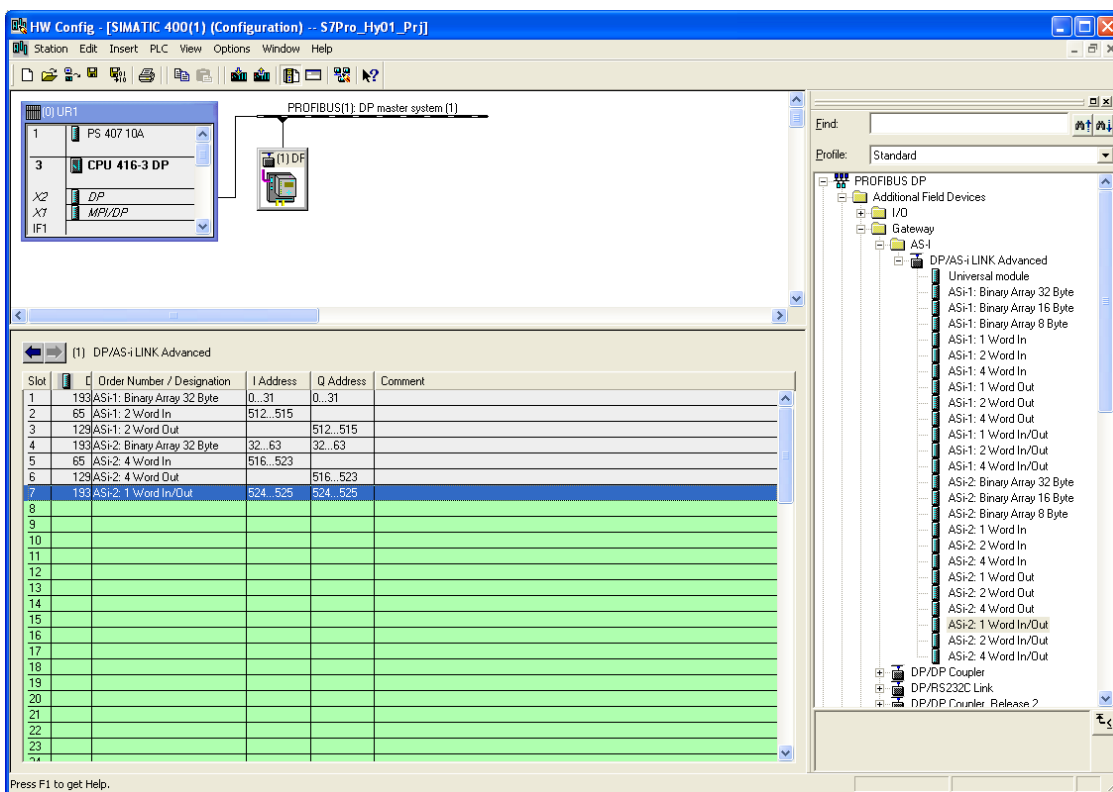 HW Config - [SIMATIC 400(1) (Configuration) -- S7Pro_Hy01_Prj]
Station Edit Insert PLC View Options Window Help
(0) UR1
1 PS 407 10A
3 CPU 416-3 DP
X2 DP
X1 MPI/DP
IF1
PROFIBUS(1): DP master system (1)
(1) DP
(1) DP/AS-i LINK Advanced
Slot D Order Number / Designation I Address Q Address Comment
1 193 ASi-1: Binary Array 32 Byte 0...31 0...31
2 65 ASi-1: 2 Word In 512...515
3 129 ASi-1: 2 Word Out 512...515
4 193 ASi-2: Binary Array 32 Byte 32...63 32...63
5 65 ASi-2: 4 Word In 516...523
6 129 ASi-2: 4 Word Out 516...523
7 193 ASi-2: 1 Word In/Out 524...525 524...525
8
9
10
11
12
13
14
15
16
17
18
19
20
21
22
23
24
Find:
Profile: Standard
PROFIBUS DP
Additional Field Devices
I/O
Gateway
AS-I
DP/AS-i LINK Advanced
Universal module
ASi-1: Binary Array 32 Byte
ASi-1: Binary Array 16 Byte
ASi-1: Binary Array 8 Byte
ASi-1: 1 Word In
ASi-1: 2 Word In
ASi-1: 4 Word In
ASi-1: 1 Word Out
ASi-1: 2 Word Out
ASi-1: 4 Word Out
ASi-1: 1 Word In/Out
ASi-1: 2 Word In/Out
ASi-1: 4 Word In/Out
ASi-2: Binary Array 32 Byte
ASi-2: Binary Array 16 Byte
ASi-2: Binary Array 8 Byte
ASi-2: 1 Word In
ASi-2: 2 Word In
ASi-2: 4 Word In
ASi-2: 1 Word Out
ASi-2: 2 Word Out
ASi-2: 4 Word Out
ASi-2: 1 Word In/Out
ASi-2: 2 Word In/Out
ASi-2: 4 Word In/Out
DP/DP Coupler
DP/RS232C Link
DP/DP Coupler, Release 2
Press F1 to get Help.